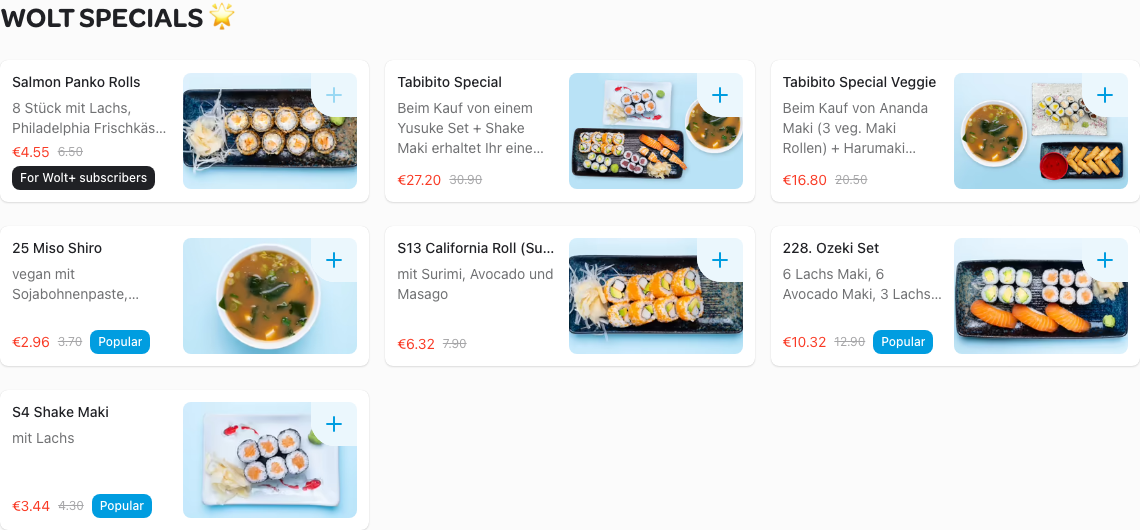 WOLT SPECIALS 🌟
Salmon Panko Rolls
8 Stück mit Lachs,
Philadelphia Frischkäs...
€4.55 6.50
For Wolt+ subscribers
Tabibito Special
Beim Kauf von einem
Yusuke Set + Shake
Maki erhaltet Ihr eine...
€27.20 30.90
Tabibito Special Veggie
Beim Kauf von Ananda
Maki (3 veg. Maki
Rollen) + Harumaki...
€16.80 20.50
25 Miso Shiro
vegan mit
Sojabohnenpaste,...
€2.96 3.70 Popular
S13 California Roll (Su...
mit Surimi, Avocado und
Masago
€6.32 7.90
228. Ozeki Set
6 Lachs Maki, 6
Avocado Maki, 3 Lachs...
€10.32 12.90 Popular
S4 Shake Maki
mit Lachs
€3.44 4.30 Popular